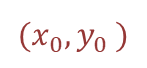 (x₀, y₀ )